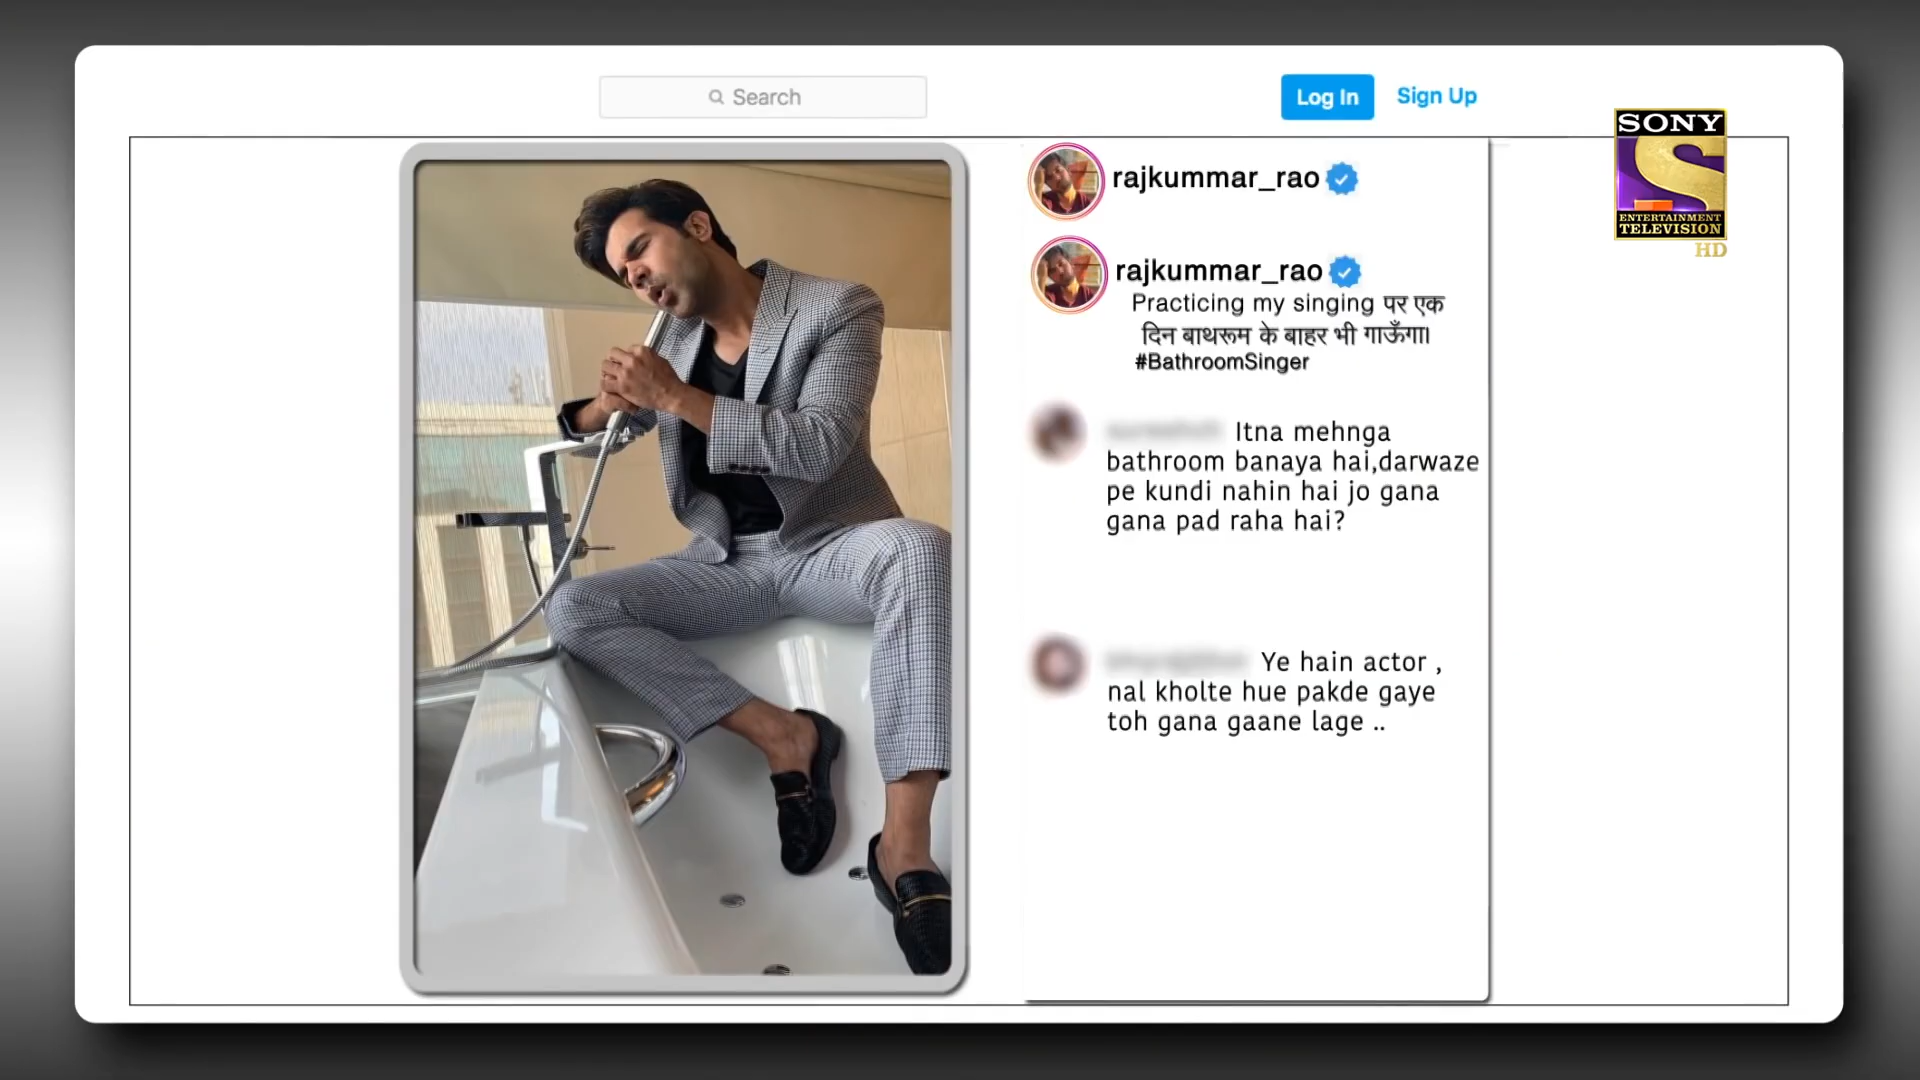 Search
Log In
Sign Up
SONY
ENTERTAINMENT
TELEVISION
HD
rajkummar_rao
rajkummar_rao
Practicing my singing पर एक
दिन बाथरूम के बाहर भी गाऊँगा।
#BathroomSinger
Itna mehnga
bathroom banaya hai,darwaze
pe kundi nahin hai jo gana
gana pad raha hai?
Ye hain actor ,
nal kholte hue pakde gaye
toh gana gaane lage ..